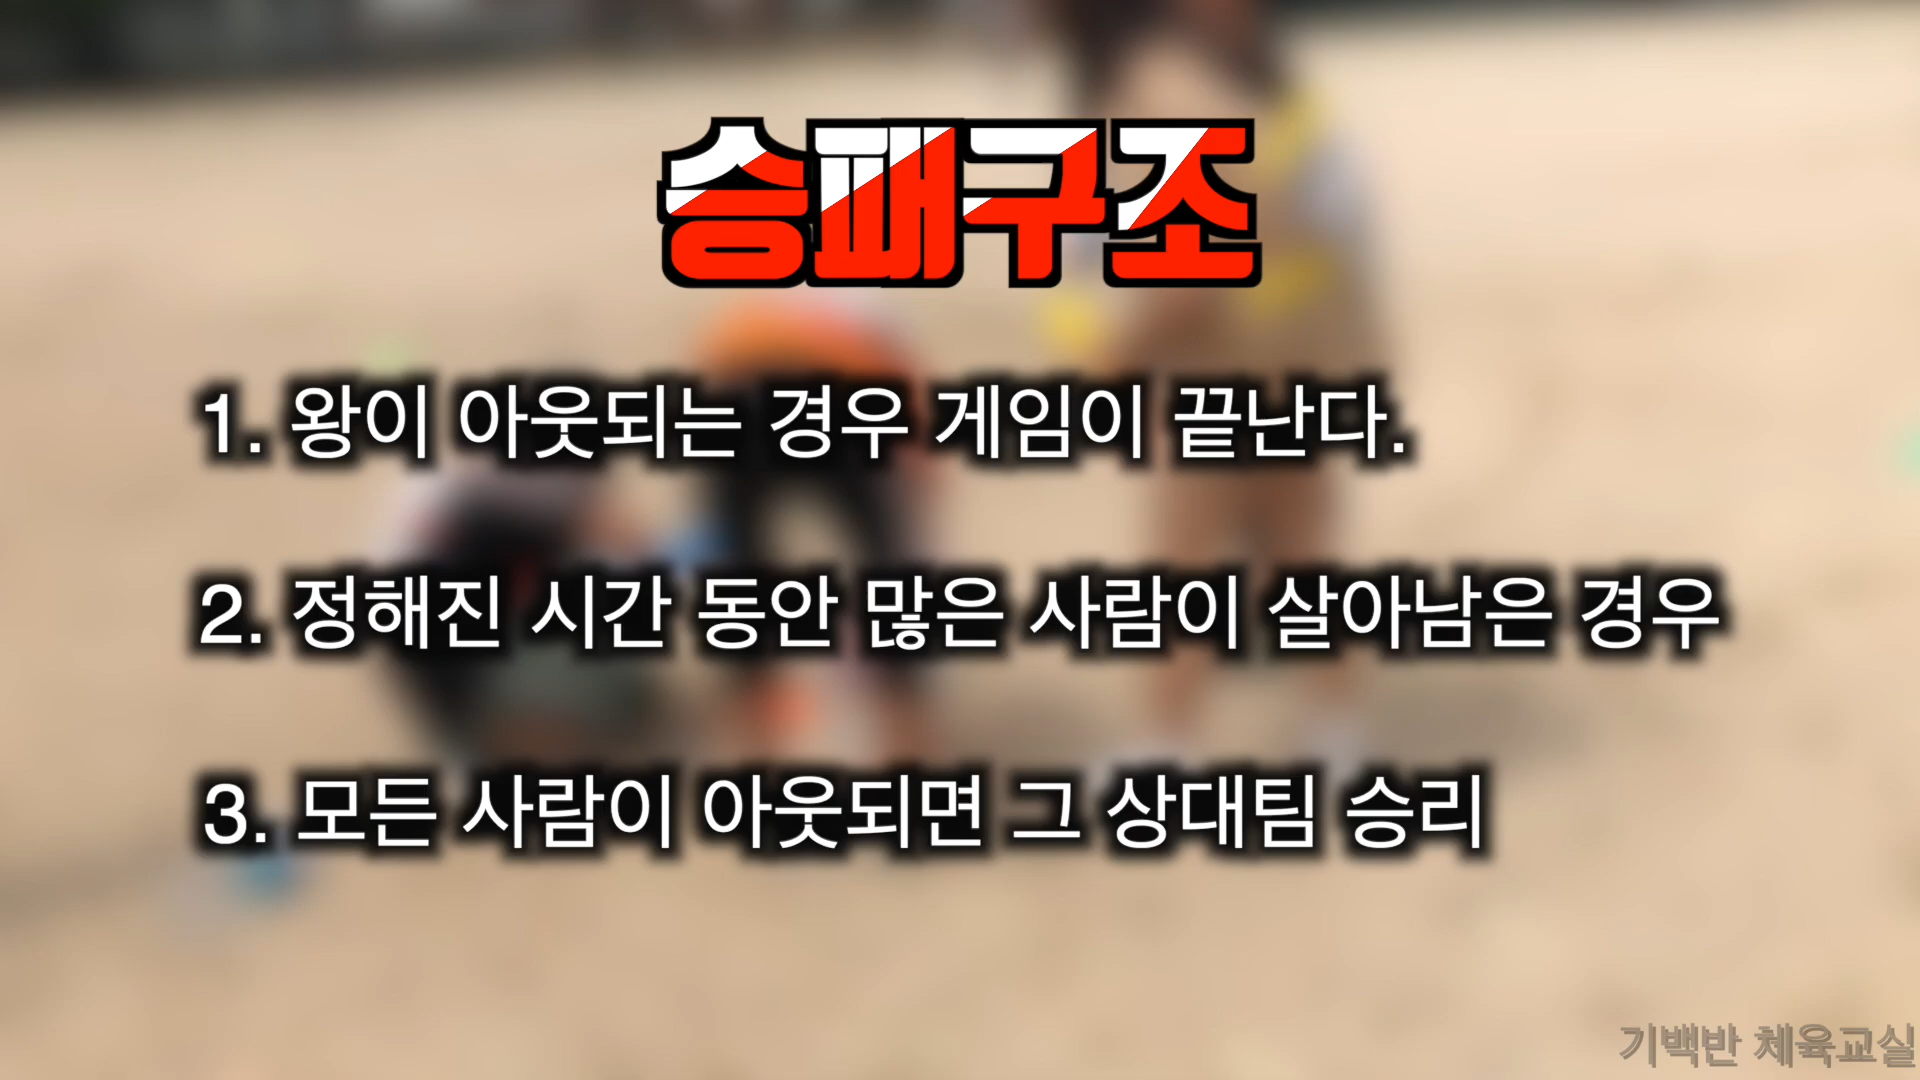 승패구조
1. 왕이 아웃되는 경우 게임이 끝난다.
2. 정해진 시간 동안 많은 사람이 살아남은 경우
3. 모든 사람이 아웃되면 그 상대팀 승리
기백반 체육교실